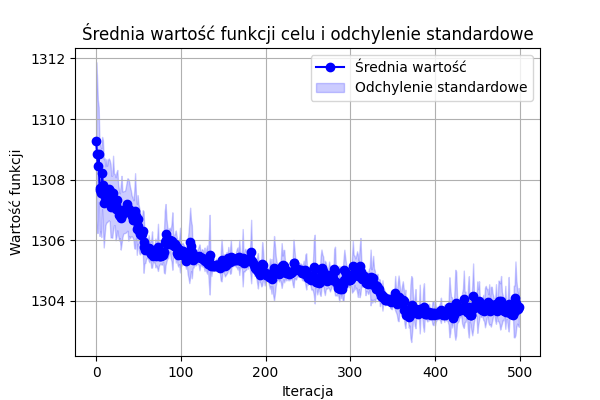 Średnia wartość funkcji celu i odchylenie standardowe
Średnia wartość
Odchylenie standardowe
Wartość funkcji
1312
1310
1308
1306
1304
0 100 200 300 400 500
Iteracja